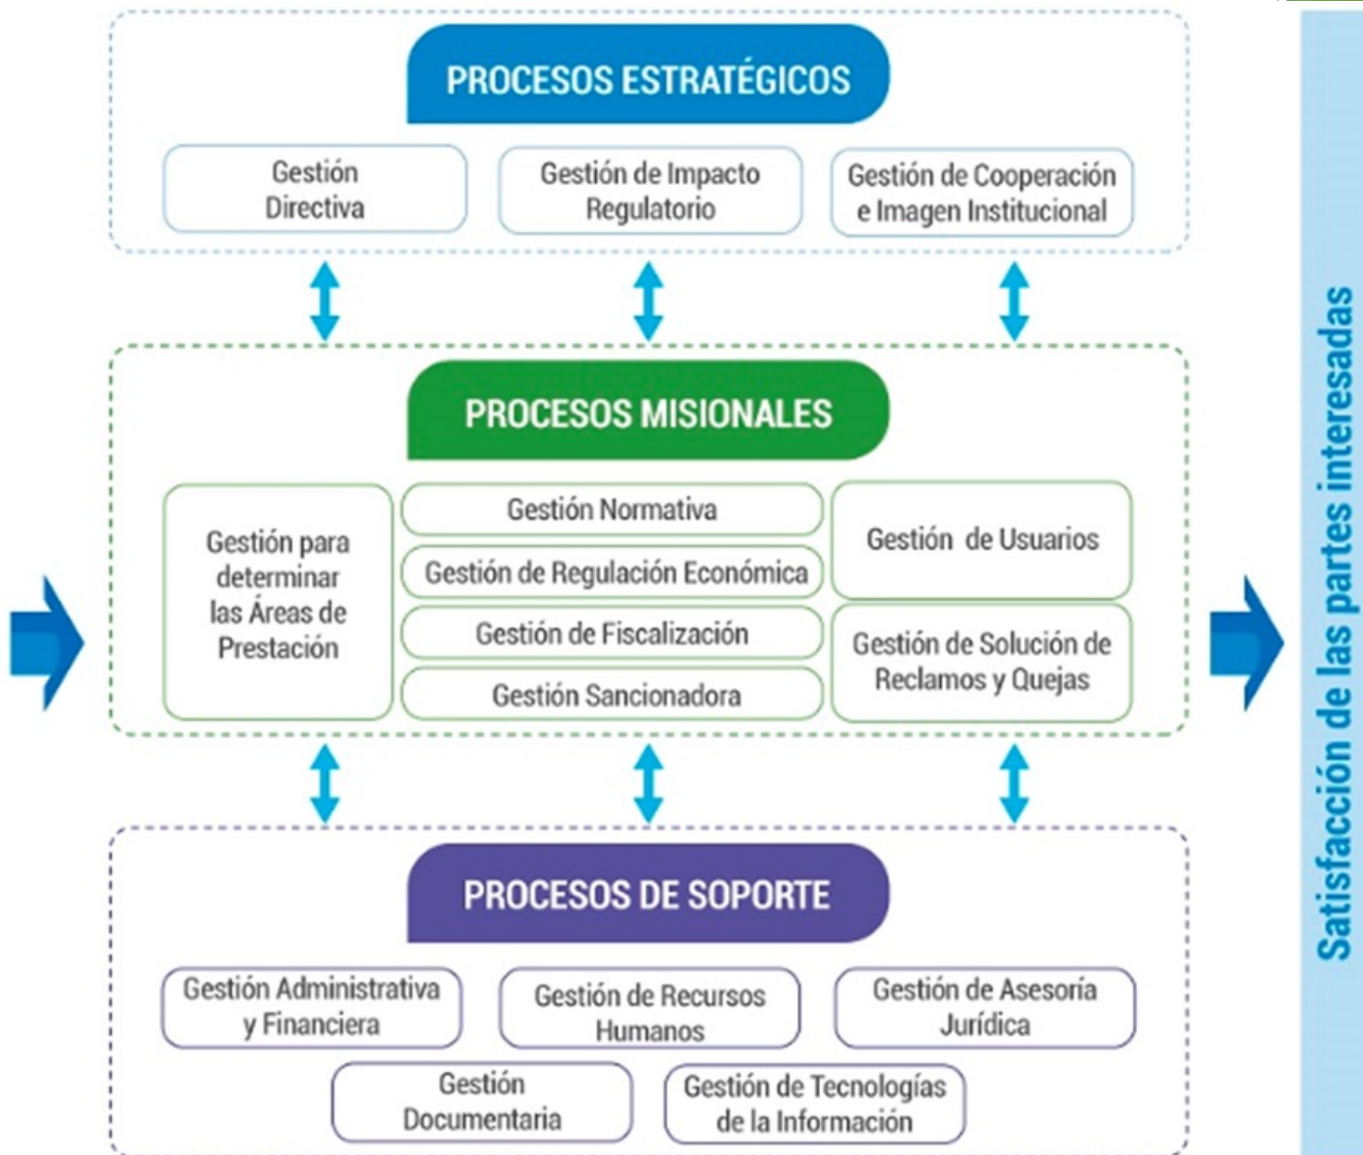 PROCESOS ESTRATÉGICOS
Gestión
Directiva
Gestión de Impacto
Regulatorio
Gestión de Cooperación
e Imagen Institucional
PROCESOS MISIONALES
Gestión para
determinar
las Áreas de
Prestación
Gestión Normativa
Gestión de Regulación Económica
Gestión de Fiscalización
Gestión Sancionadora
Gestión de Usuarios
Gestión de Solución de
Reclamos y Quejas
PROCESOS DE SOPORTE
Gestión Administrativa
y Financiera
Gestión de Recursos
Humanos
Gestión de Asesoría
Jurídica
Gestión
Documentaria
Gestión de Tecnologías
de la Información
Satisfacción de las partes interesadas